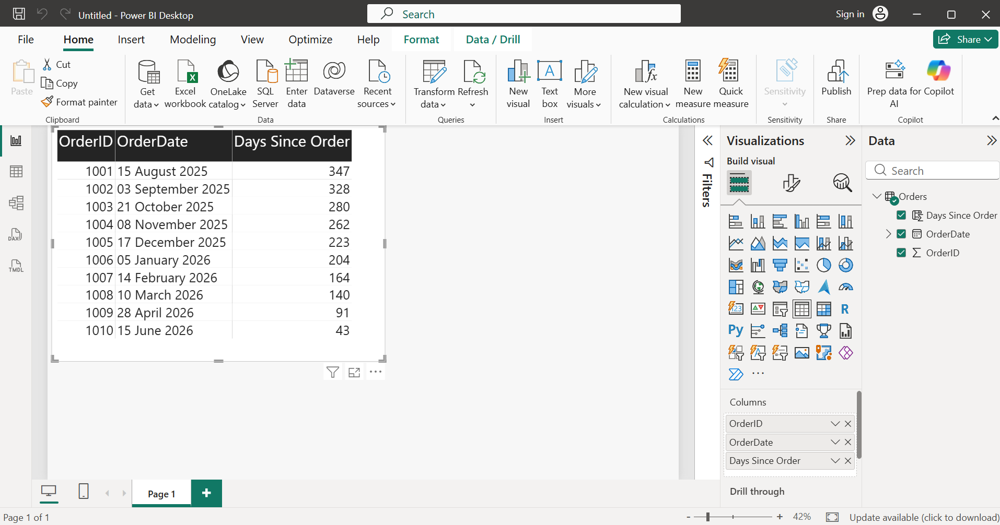 Untitled - Power BI Desktop
Search
Sign in
File Home Insert Modeling View Optimize Help Format Data / Drill
Share
Paste
Cut
Copy
Format painter
Clipboard
Get data
Excel workbook
OneLake catalog
SQL Server
Enter data
Dataverse
Recent sources
Data
Transform data
Refresh
Queries
New visual
Text box
More visuals
Insert
New visual calculation
New measure
Quick measure
Calculations
Sensitivity
Sensitivity
Publish
Share
Prep data for AI
Copilot
Copilot
DAX
TMDL
OrderID OrderDate Days Since Order
1001 15 August 2025 347
1002 03 September 2025 328
1003 21 October 2025 280
1004 08 November 2025 262
1005 17 December 2025 223
1006 05 January 2026 204
1007 14 February 2026 164
1008 10 March 2026 140
1009 28 April 2026 91
1010 15 June 2026 43
Filters
Visualizations
Build visual
123
R
Py
Columns
OrderID
OrderDate
Days Since Order
Drill through
Data
Search
Orders
Days Since Order
OrderDate
OrderID
Page 1
Page 1 of 1
42%
Update available (click to download)